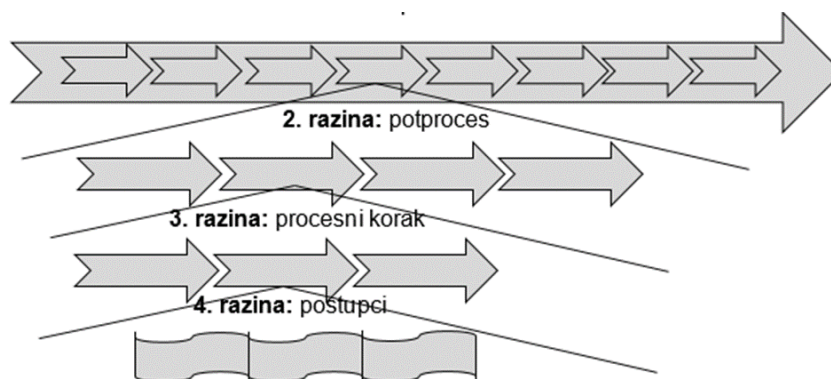 2. razina: potproces
3. razina: procesni korak
4. razina: postupci